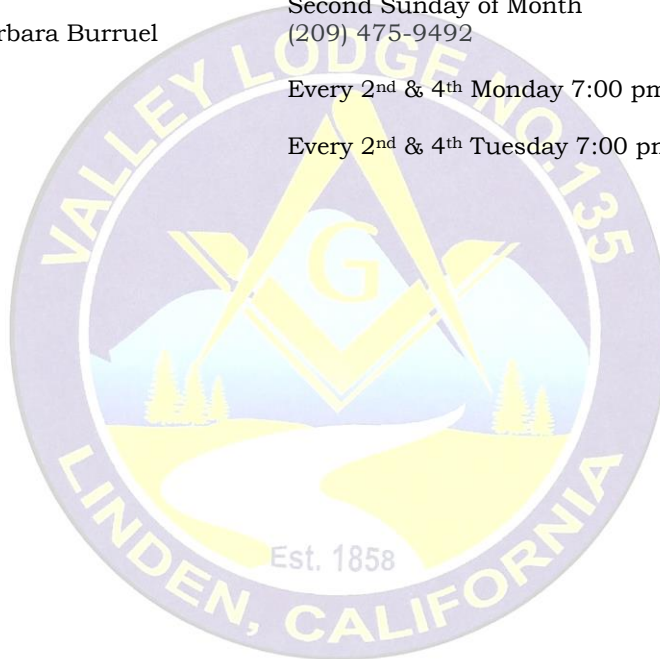 Second Sunday of Month
rbara Burruel (209) 475-9492
Every 2nd & 4th Monday 7:00 pm
Every 2nd & 4th Tuesday 7:00 pm
VALLEY LODGE NO.135
G
Est. 1858
LINDEN, CALIFORNIA